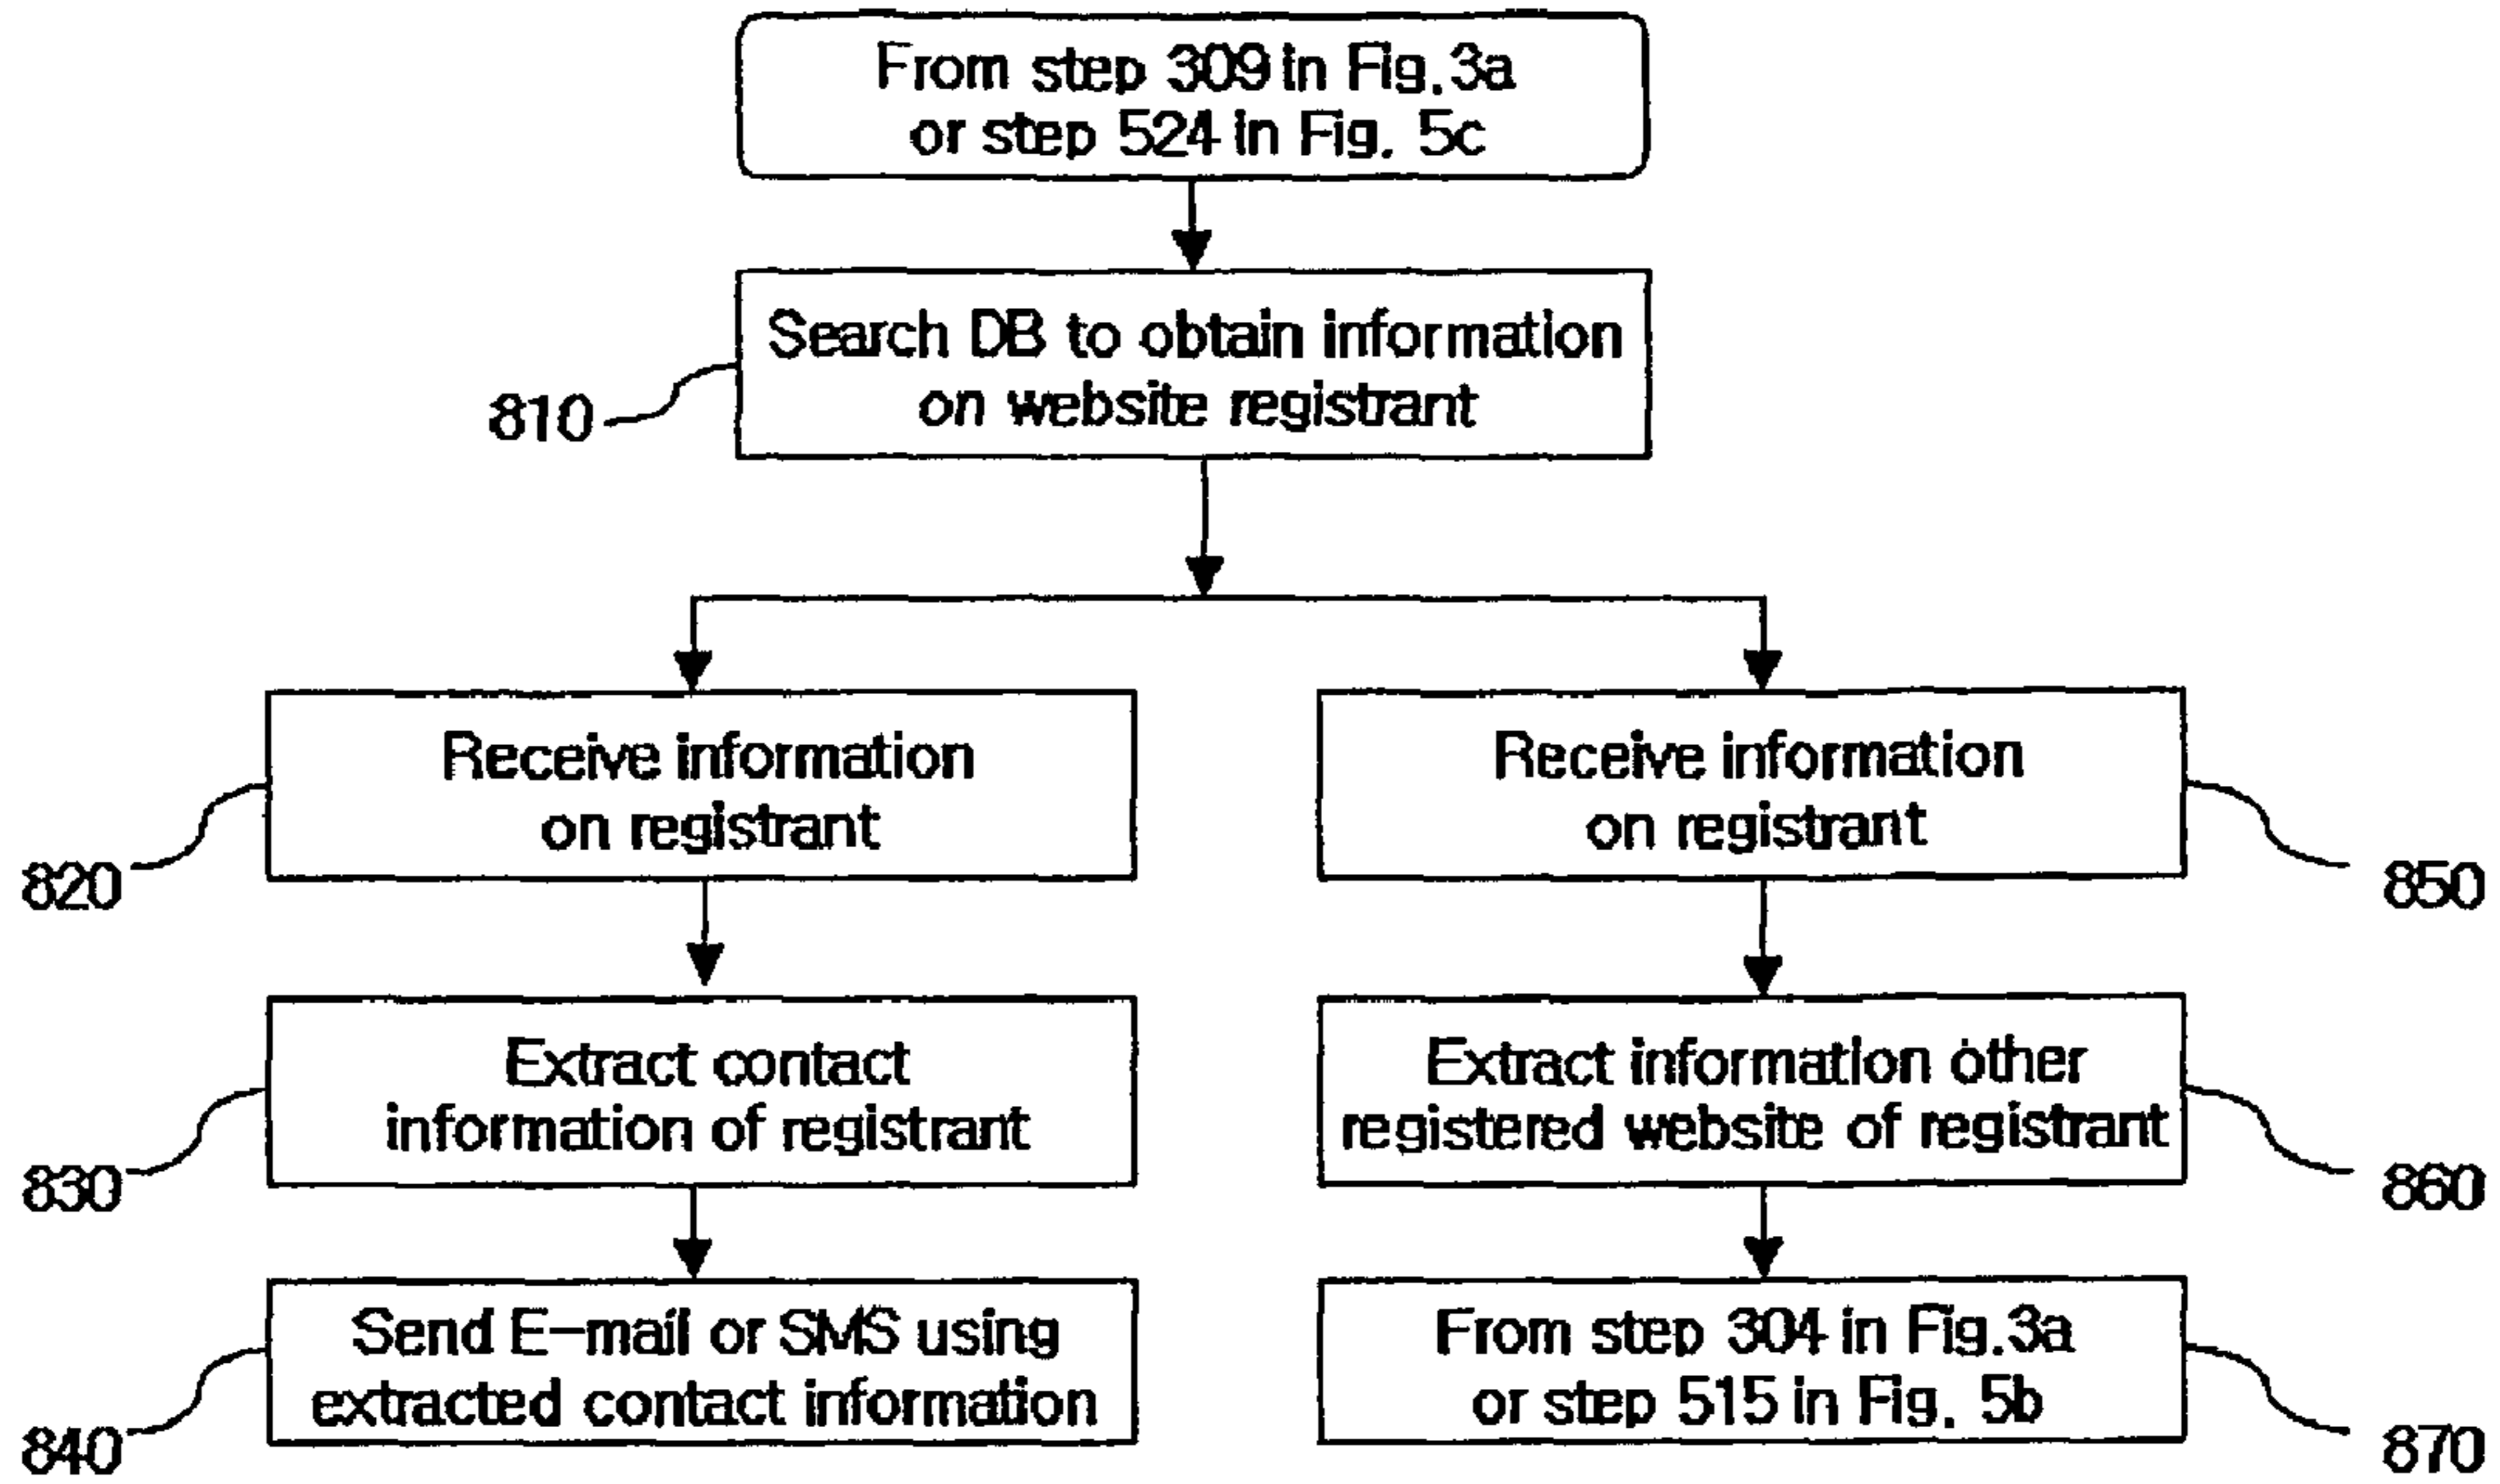 From step 309 in Fig.3a
or step 524 in Fig. 5c
Search DB to obtain information
on website registrant
810
Receive information
on registrant
820
Receive information
on registrant
850
Extract contact
information of registrant
830
Extract information other
registered website of registrant
860
Send E-mail or SMS using
extracted contact information
840
From step 304 in Fig.3a
or step 515 in Fig. 5b
870